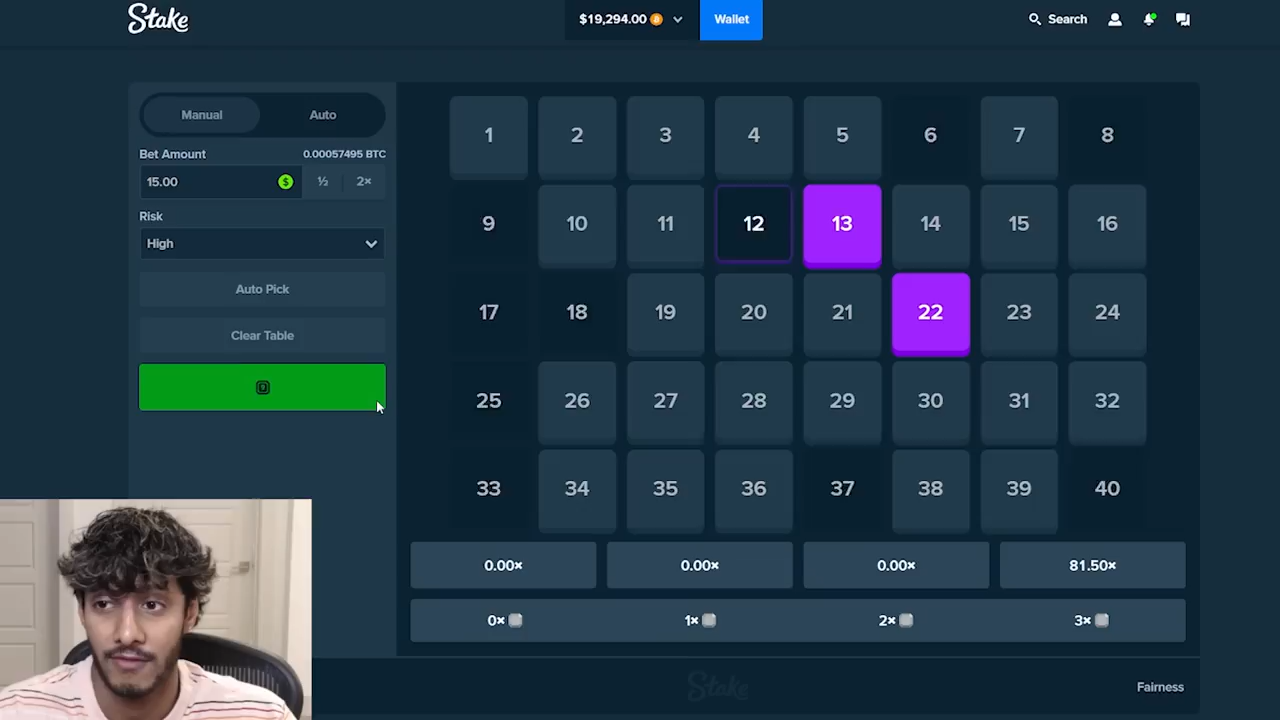 Stake
$19,294.00
Wallet
Search
Manual
Auto
Bet Amount
0.00057495 BTC
15.00
$
½
2×
Risk
High
Auto Pick
Clear Table
1 2 3 4 5 6 7 8
9 10 11 12 13 14 15 16
17 18 19 20 21 22 23 24
25 26 27 28 29 30 31 32
33 34 35 36 37 38 39 40
0.00× 0.00× 0.00× 81.50×
0× 1× 2× 3×
Stake
Fairness